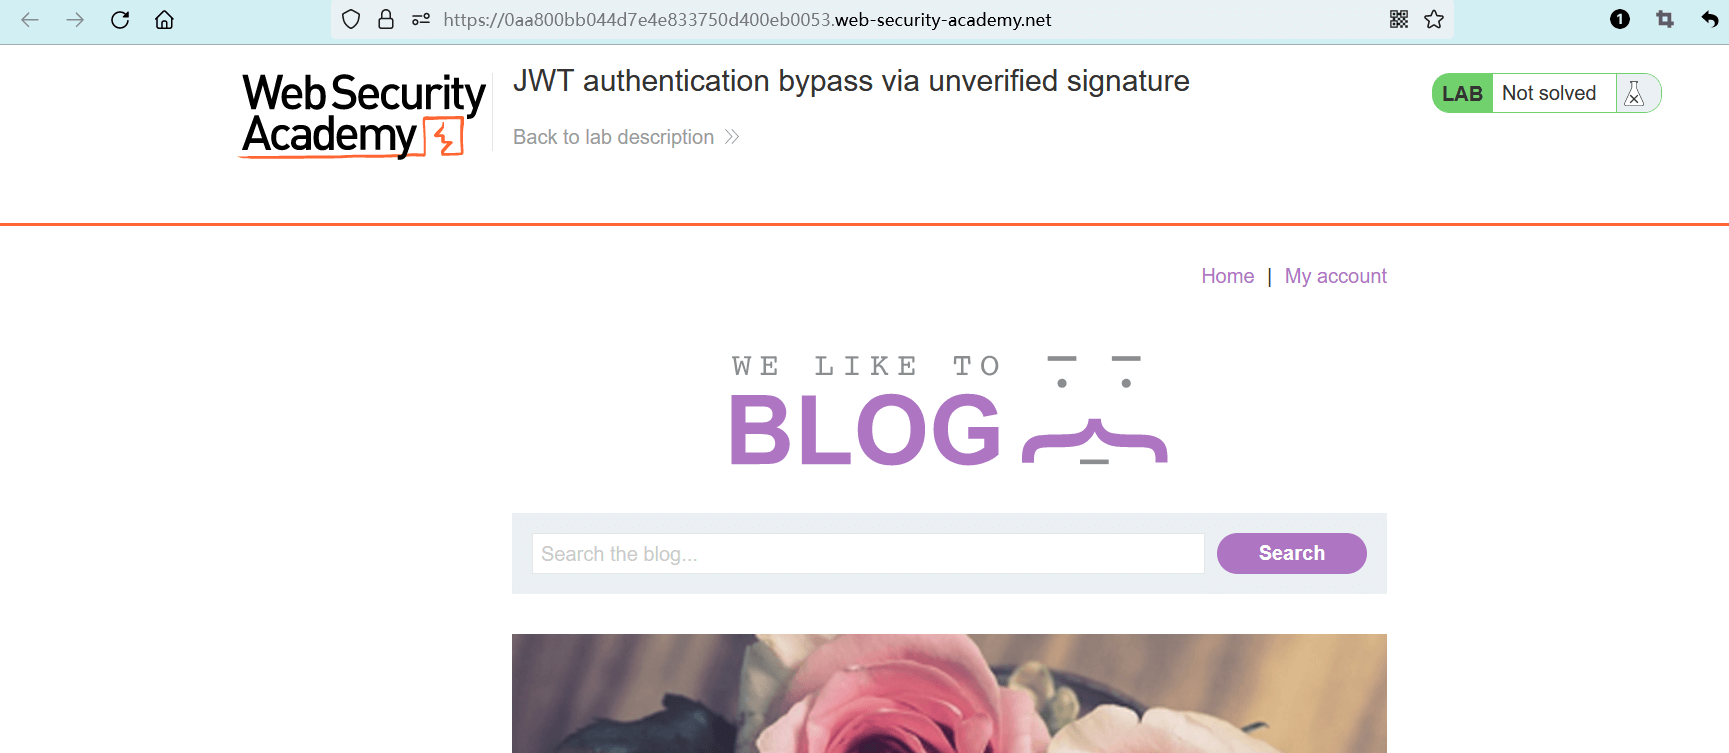 https://0aa800bb044d7e4e833750d400eb0053.web-security-academy.net
1
Web Security
Academy
JWT authentication bypass via unverified signature
Back to lab description
LAB Not solved
Home | My account
WE LIKE TO
BLOG
Search the blog...
Search